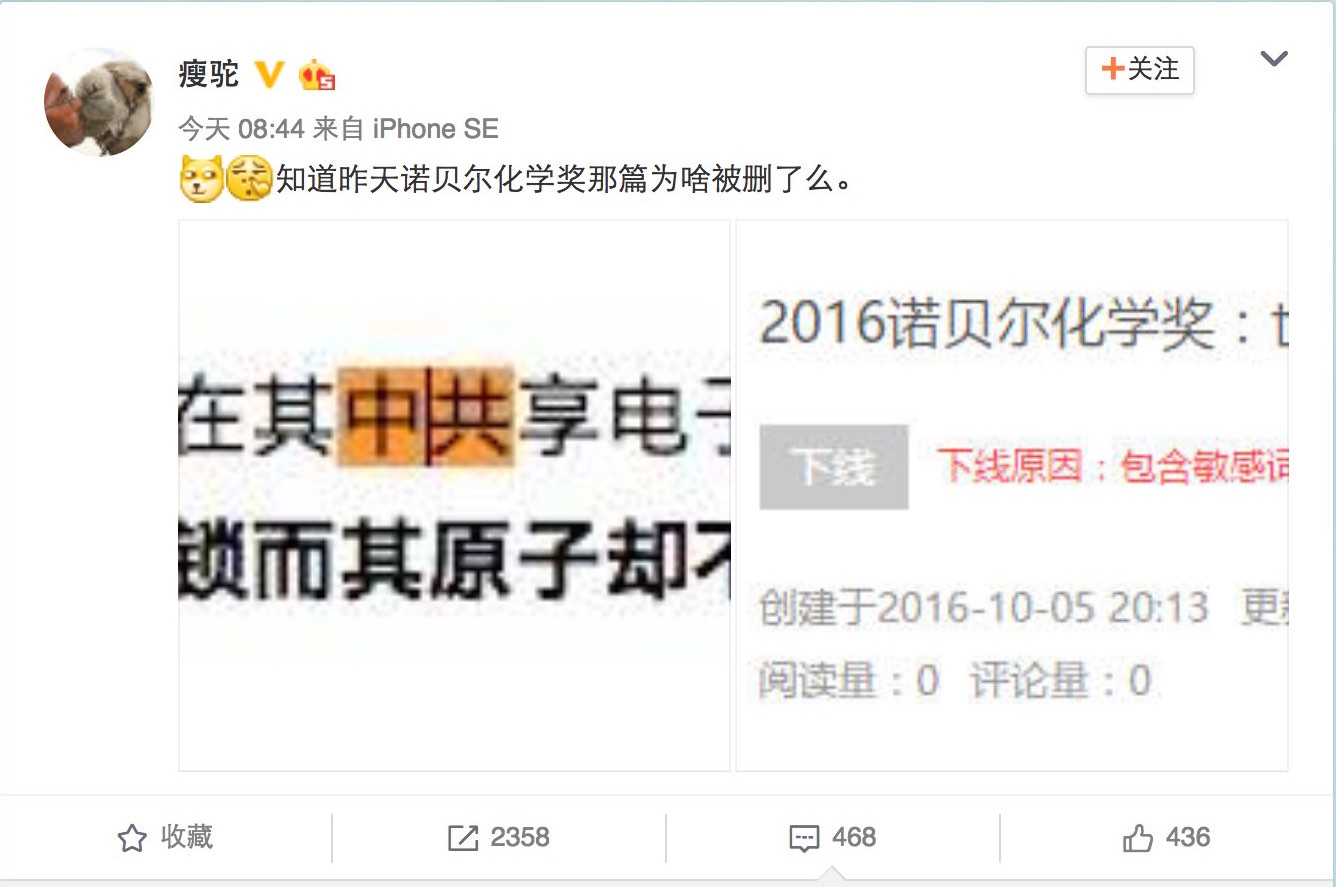 瘦驼
+关注
今天 08:44 来自 iPhone SE
知道昨天诺贝尔化学奖那篇为啥被删了么。
在其中共享电子
锁而其原子却不
2016诺贝尔化学奖：
下线 下线原因：包含敏感词
创建于2016-10-05 20:13 更新
阅读量：0 评论量：0
收藏 2358 468 436